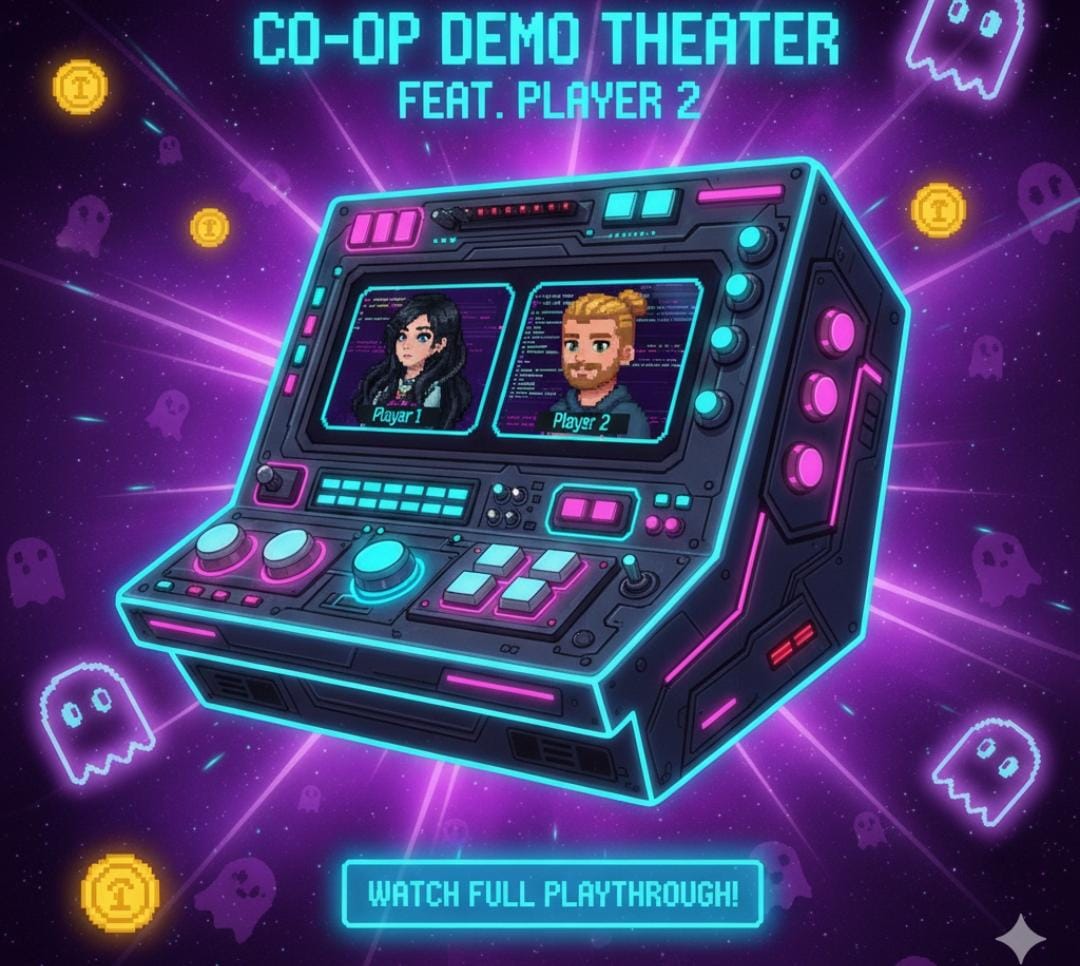 CO-OP DEMO THEATER
FEAT. PLAYER 2
Player 1
Player 2
WATCH FULL PLAYTHROUGH!